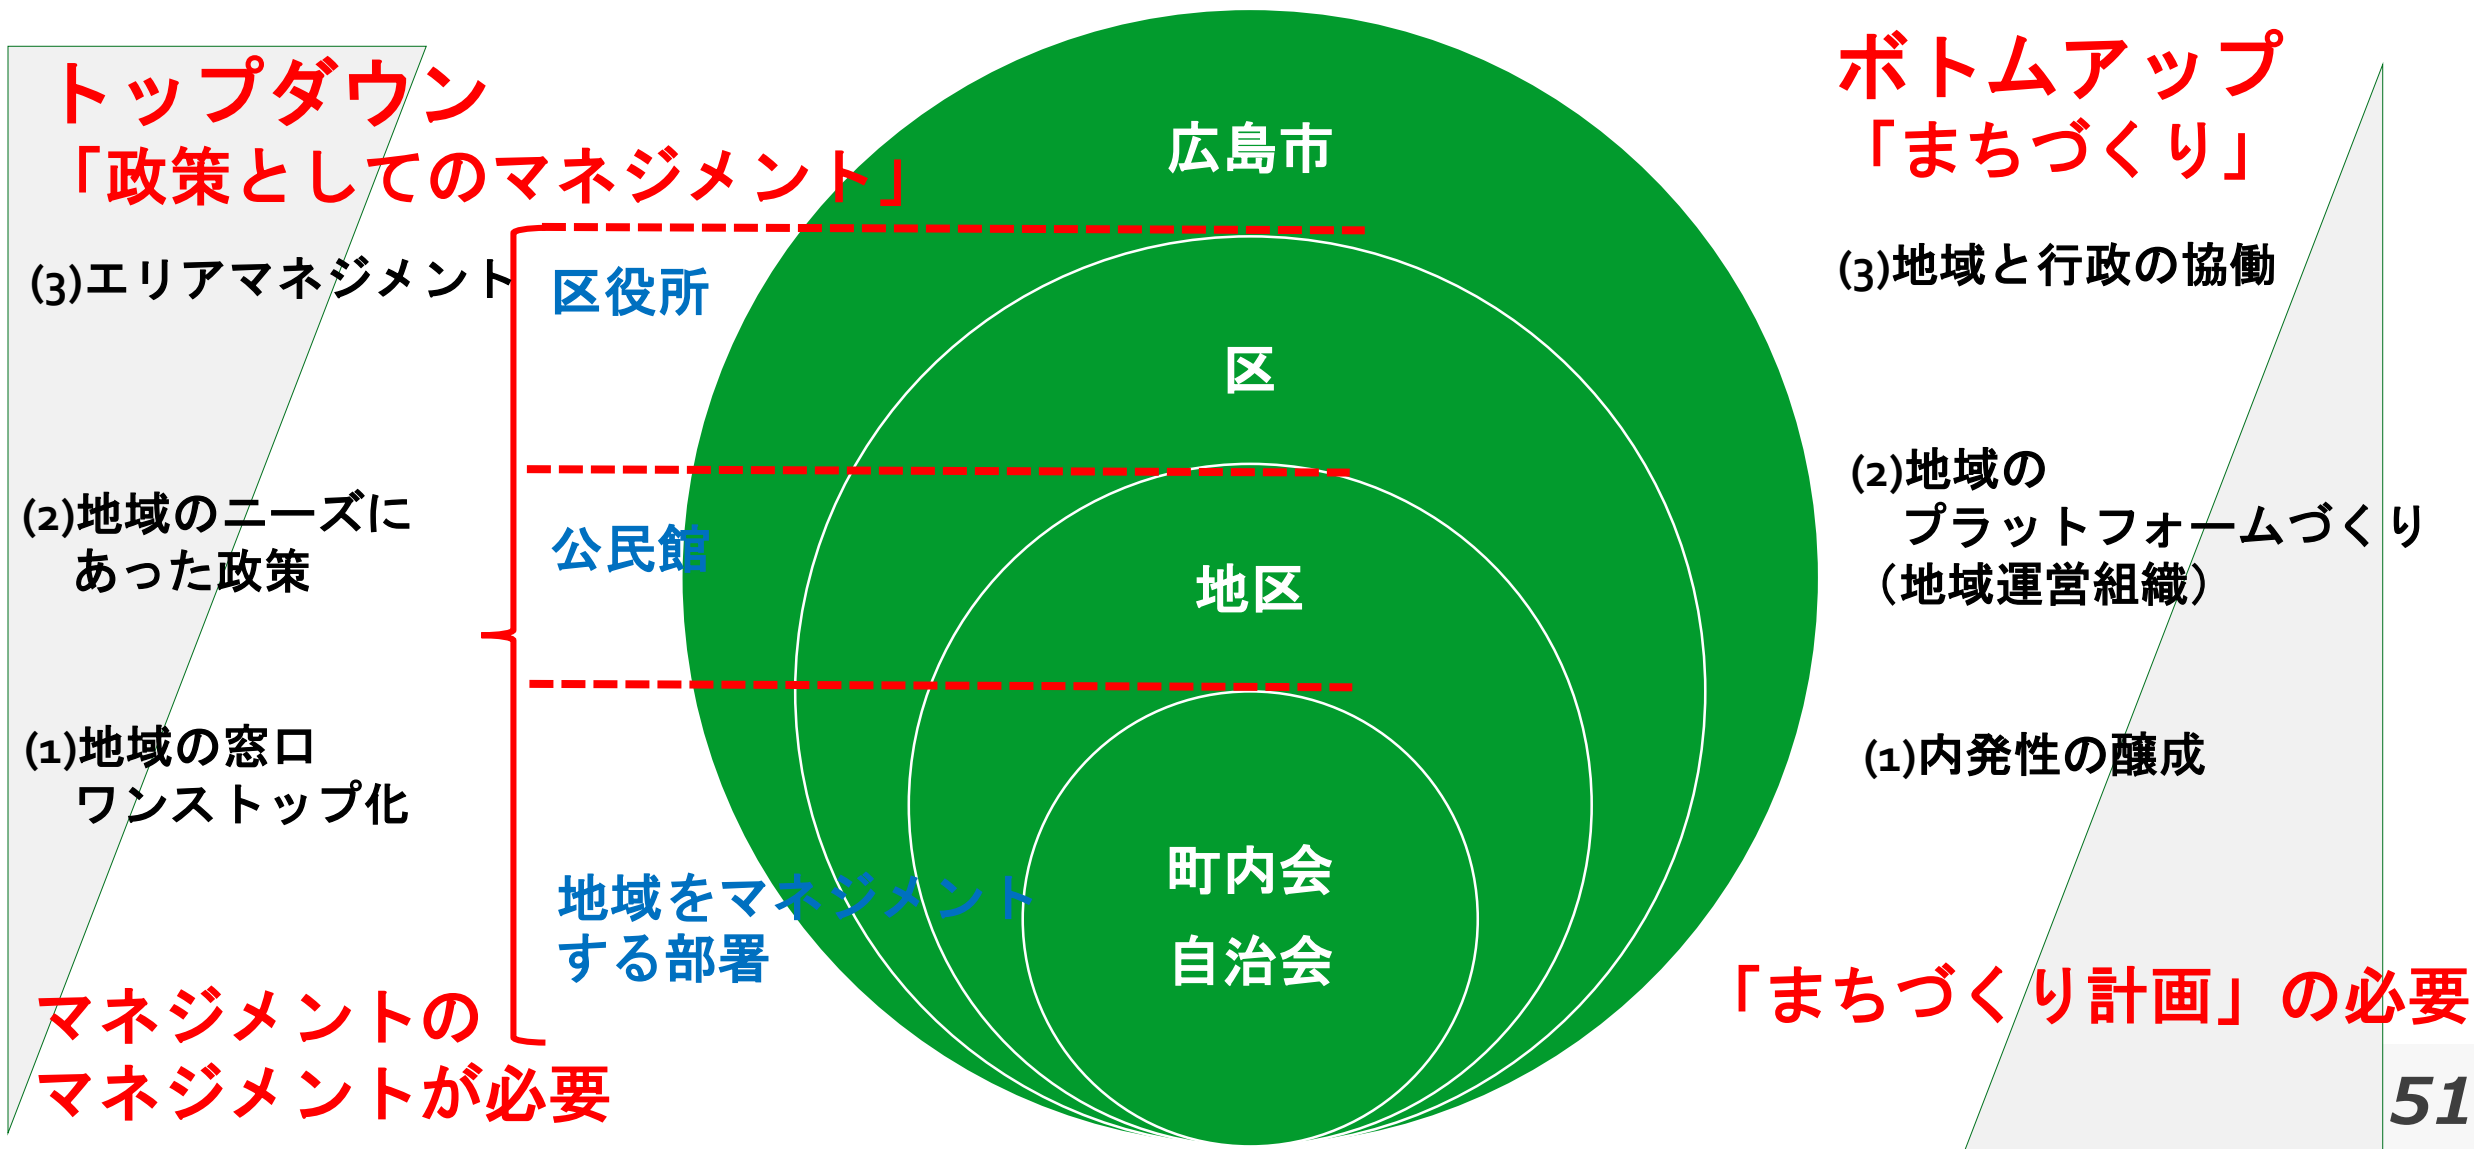 トップダウン
「政策としてのマネジメント」
(3)エリアマネジメント
(2)地域のニーズに
あった政策
(1)地域の窓口
ワンストップ化
マネジメントの
マネジメントが必要
区役所
公民館
地域をマネジメント
する部署
広島市
区
地区
町内会
自治会
ボトムアップ
「まちづくり」
(3)地域と行政の協働
(2)地域の
プラットフォームづくり
（地域運営組織）
(1)内発性の醸成
「まちづくり計画」の必要
51